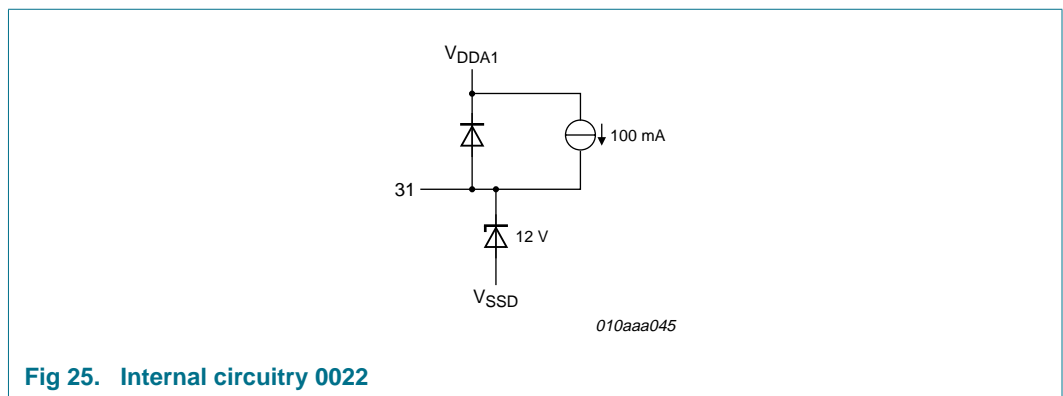 VDDA1
100 mA
31
12 V
VSSD
010aaa045
Fig 25. Internal circuitry 0022